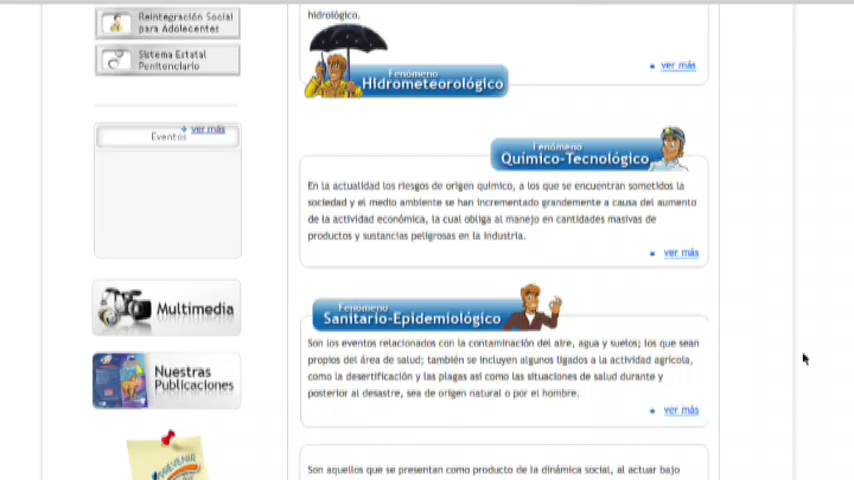 Reintegración Social
para Adolecentes
Sistema Estatal
Penitenciario
ver más
Eventos
Multimedia
Nuestras
Publicaciones
PREVENIR
hidrológico.
ver más
Fenómeno
Hidrometeorológico
Fenómeno
Químico-Tecnológico
En la actualidad los riesgos de origen químico, a los que se encuentran sometidos la
sociedad y el medio ambiente se han incrementado grandemente a causa del aumento
de la actividad económica, la cual obliga al manejo en cantidades masivas de
productos y sustancias peligrosas en la industria.
ver más
Fenómeno
Sanitario-Epidemiológico
Son los eventos relacionados con la contaminación del aire, agua y suelos; los que sean
propios del área de salud; también se incluyen algunos ligados a la actividad agrícola,
como la desertificación y las plagas así como las situaciones de salud durante y
posterior al desastre, sea de origen natural o por el hombre.
ver más
Son aquellos que se presentan como producto de la dinámica social, al actuar bajo